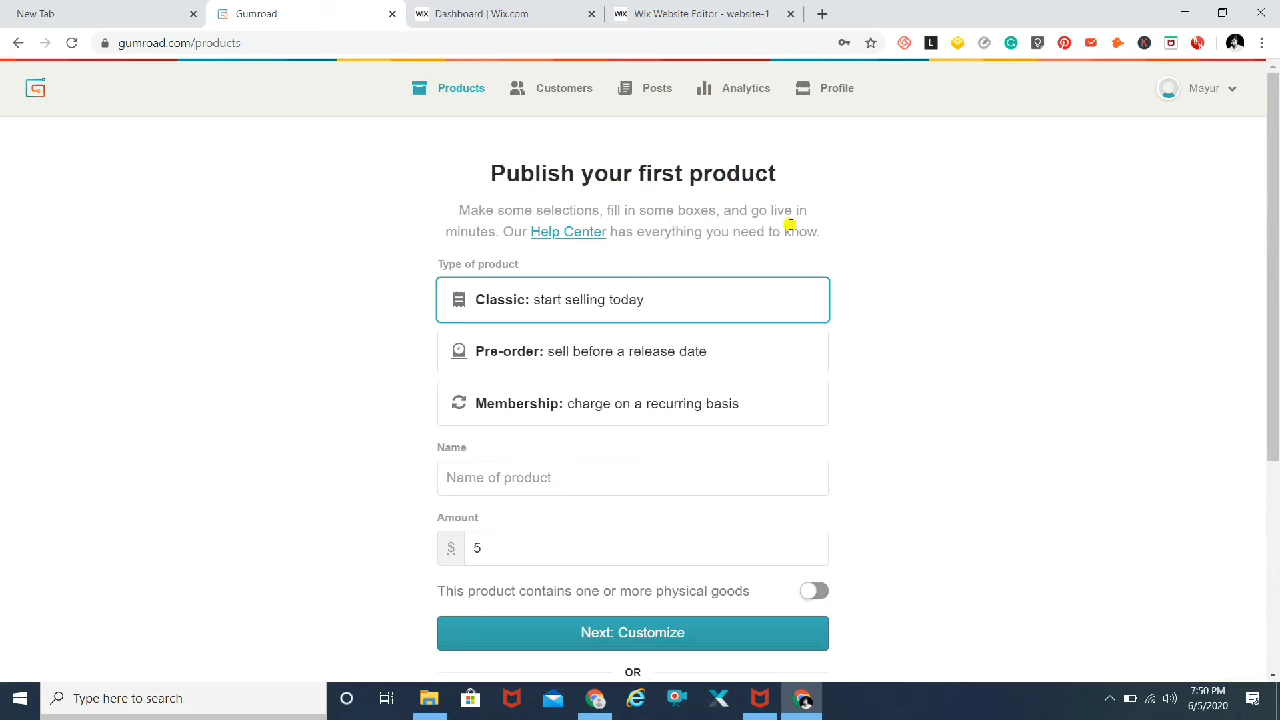 New Tab
Gumroad
WiX Dashboard | Wix.com
WiX Wix Website Editor - website-1
gumroad.com/products
Products
Customers
Posts
Analytics
Profile
Mayur
Publish your first product
Make some selections, fill in some boxes, and go live in
minutes. Our Help Center has everything you need to know.
Type of product
Classic: start selling today
Pre-order: sell before a release date
Membership: charge on a recurring basis
Name
Name of product
Amount
$ 5
This product contains one or more physical goods
Next: Customize
OR
Type here to search
7:50 PM
6/5/2020